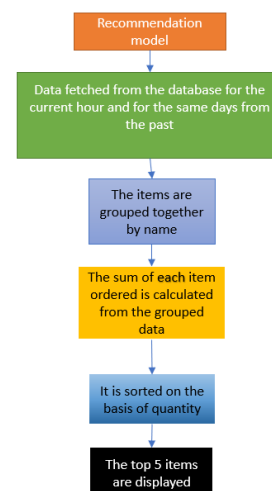 Recommendation
model
Data fetched from the database for the
current hour and for the same days from
the past
The items are
grouped together
by name
The sum of each item
ordered is calculated
from the grouped
data
It is sorted on the
basis of quantity
The top 5 items
are displayed